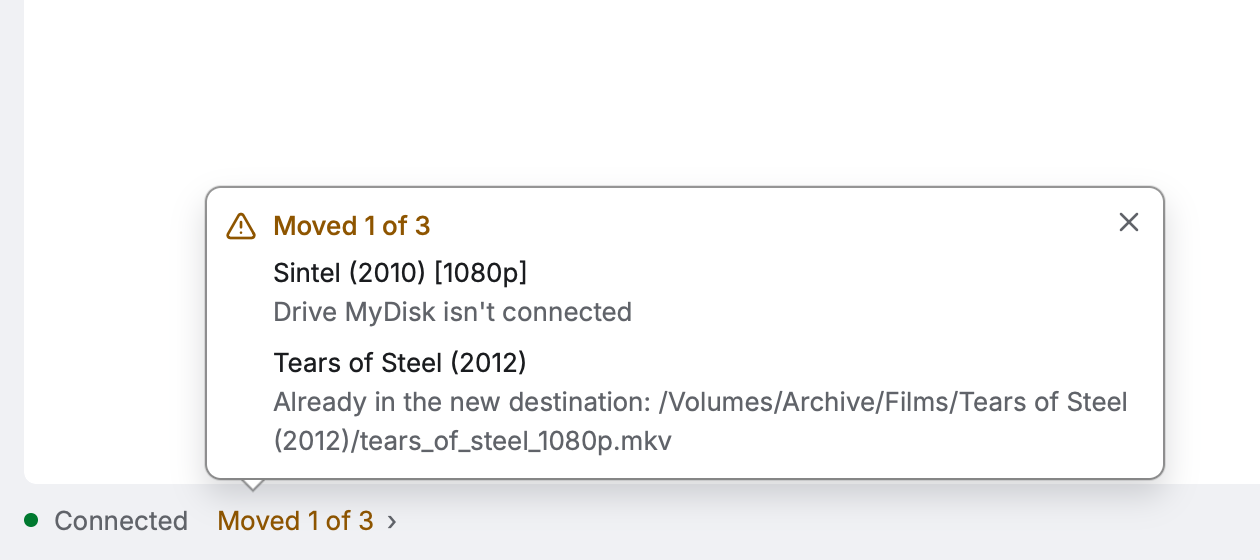 Moved 1 of 3
Sintel (2010) [1080p]
Drive MyDisk isn't connected
Tears of Steel (2012)
Already in the new destination: /Volumes/Archive/Films/Tears of Steel
(2012)/tears_of_steel_1080p.mkv
Connected Moved 1 of 3 ›